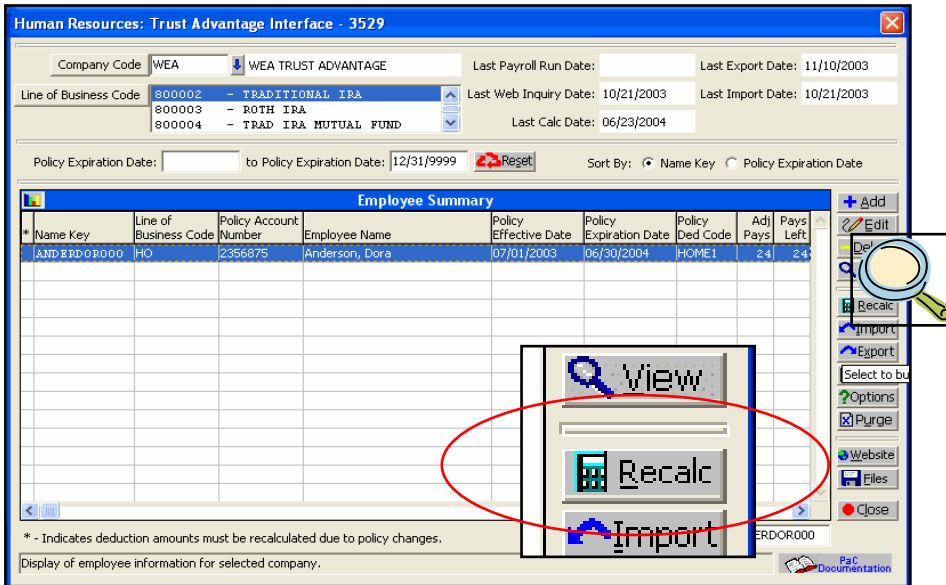 Human Resources: Trust Advantage Interface - 3529
Company Code WEA WEA TRUST ADVANTAGE Last Payroll Run Date: Last Export Date: 11/10/2003
Line of Business Code 800002 - TRADITIONAL IRA Last Web Inquiry Date: 10/21/2003 Last Import Date: 10/21/2003
800003 - ROTH IRA
800004 - TRAD IRA MUTUAL FUND Last Calc Date: 06/23/2004
Policy Expiration Date: to Policy Expiration Date: 12/31/9999 Reset Sort By: Name Key Policy Expiration Date
Employee Summary
* Name Key Line of Business Code Policy Account Number Employee Name Policy Effective Date Policy Expiration Date Policy Ded Code Adj Pays Pays Left
ANDERDOR000 HO 2356875 Anderson, Dora 07/01/2003 06/30/2004 HOME1 24 24
Add
Edit
Recalc
Import
Export
Select to bu
?Options
Purge
Website
Files
Close
View
Recalc
Import
* - Indicates deduction amounts must be recalculated due to policy changes.
ERDOR000
Display of employee information for selected company.
PaC Documentation